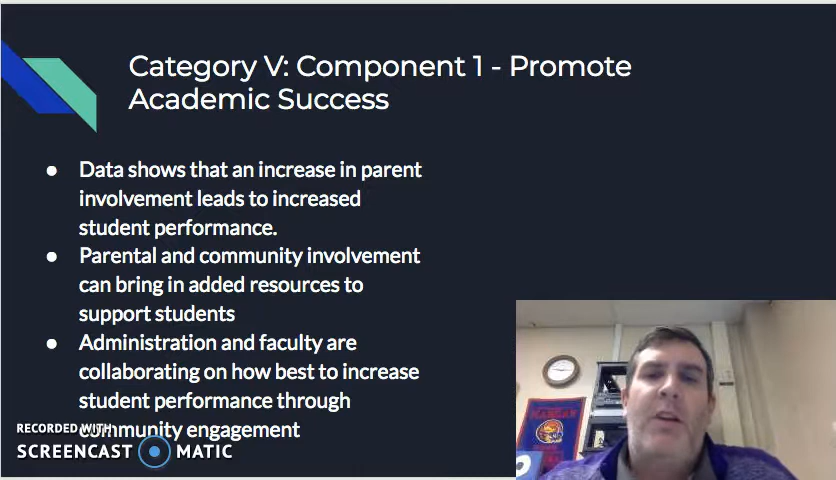 Category V: Component 1 - Promote
Academic Success
● Data shows that an increase in parent
involvement leads to increased
student performance.
● Parental and community involvement
can bring in added resources to
support students
● Administration and faculty are
collaborating on how best to increase
student performance through
community engagement
RECORDED WITH
SCREENCAST MATIC
KANSAS